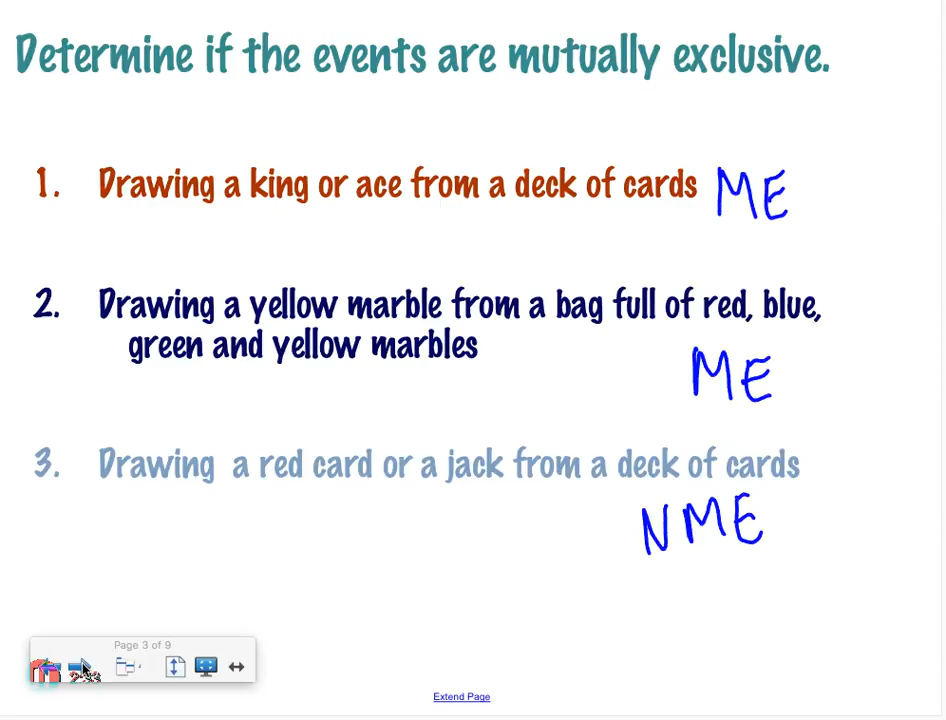 Determine if the events are mutually exclusive.
1. Drawing a king or ace from a deck of cards ME
2. Drawing a yellow marble from a bag full of red, blue,
green and yellow marbles
ME
3. Drawing a red card or a jack from a deck of cards
NME
Page 3 of 9
Extend Page